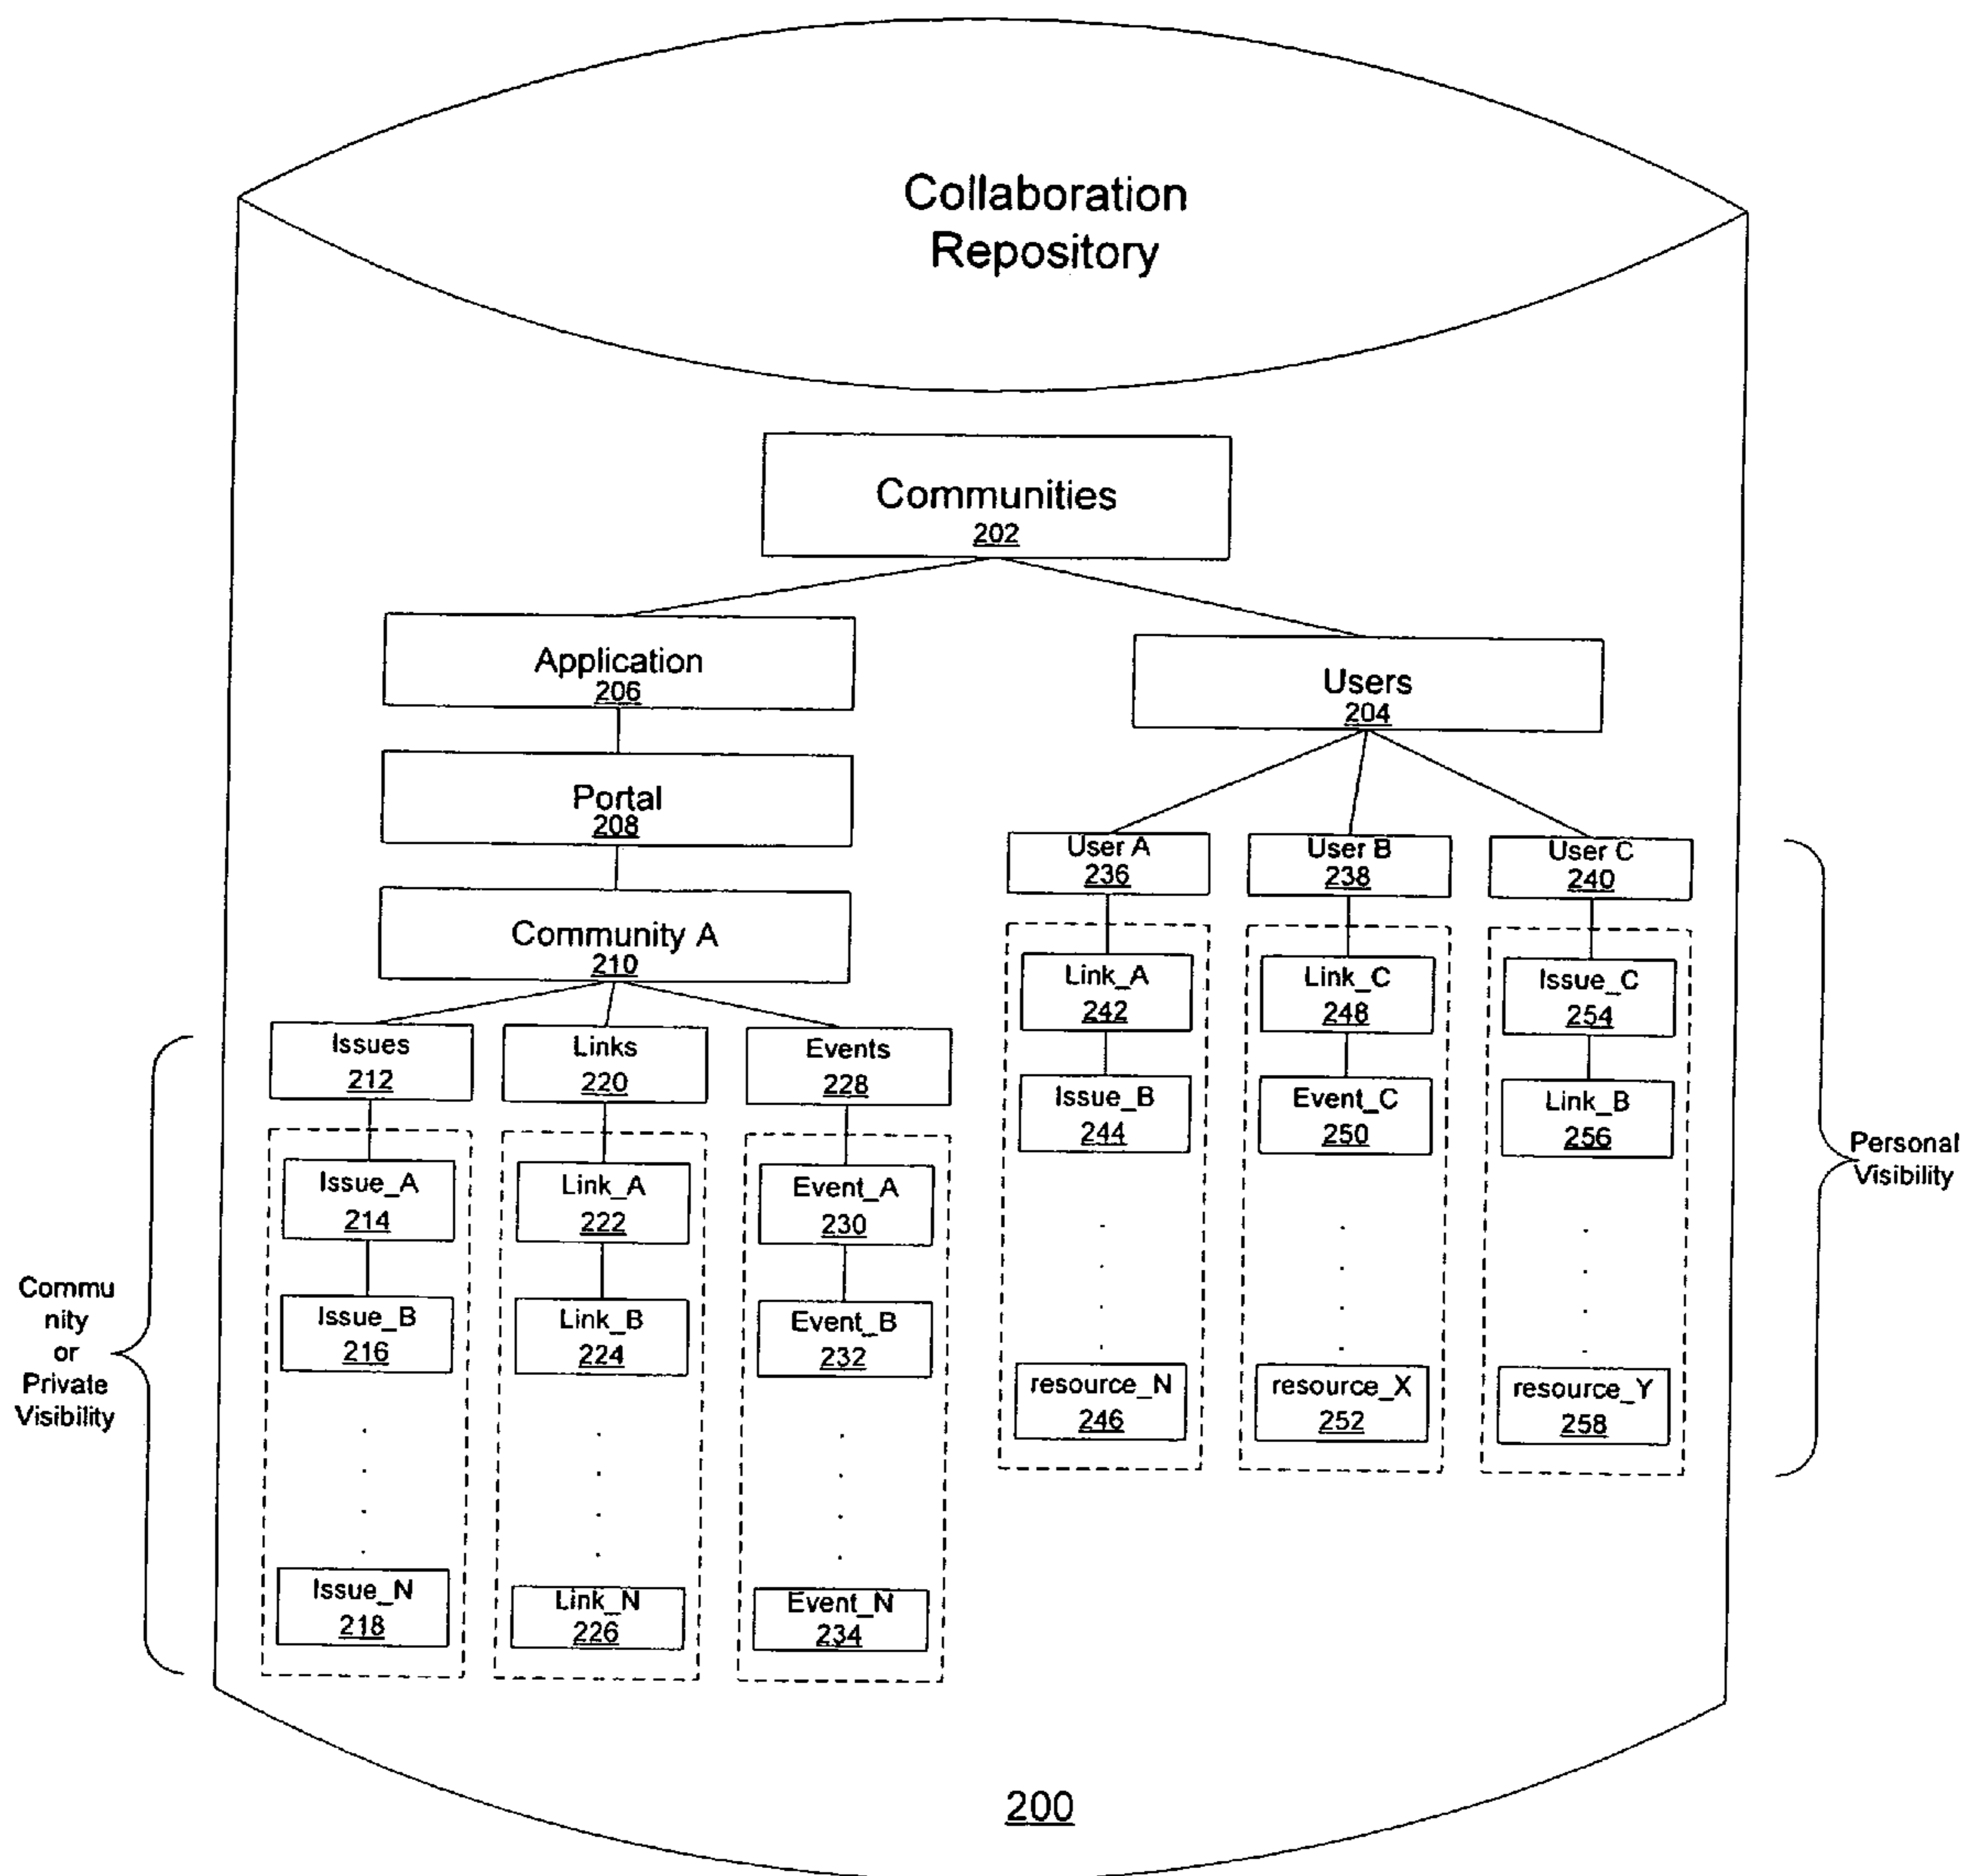 Collaboration
Repository
Communities
202
Application
206
Users
204
Portal
208
Community A
210
User A
236
User B
238
User C
240
Link_A
242
Link_C
248
Issue_C
254
Issue_B
244
Event_C
250
Link_B
256
resource_N
246
resource_X
252
resource_Y
258
Personal
Visibility
Issues
212
Links
220
Events
228
Issue_A
214
Link_A
222
Event_A
230
Issue_B
216
Link_B
224
Event_B
232
Issue_N
218
Link_N
226
Event_N
234
Commu
nity
or
Private
Visibility
200